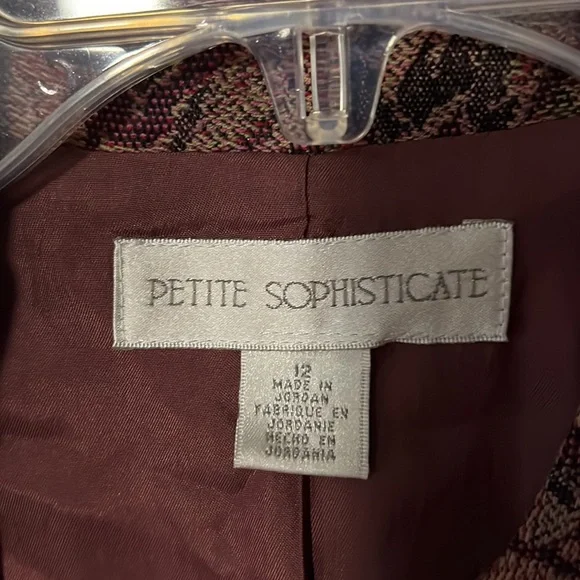 PETITE SOPHISTICATE
12
MADE IN
JORDAN
FABRIQUE EN
JORDANIE
HECHO EN
JORDANIA